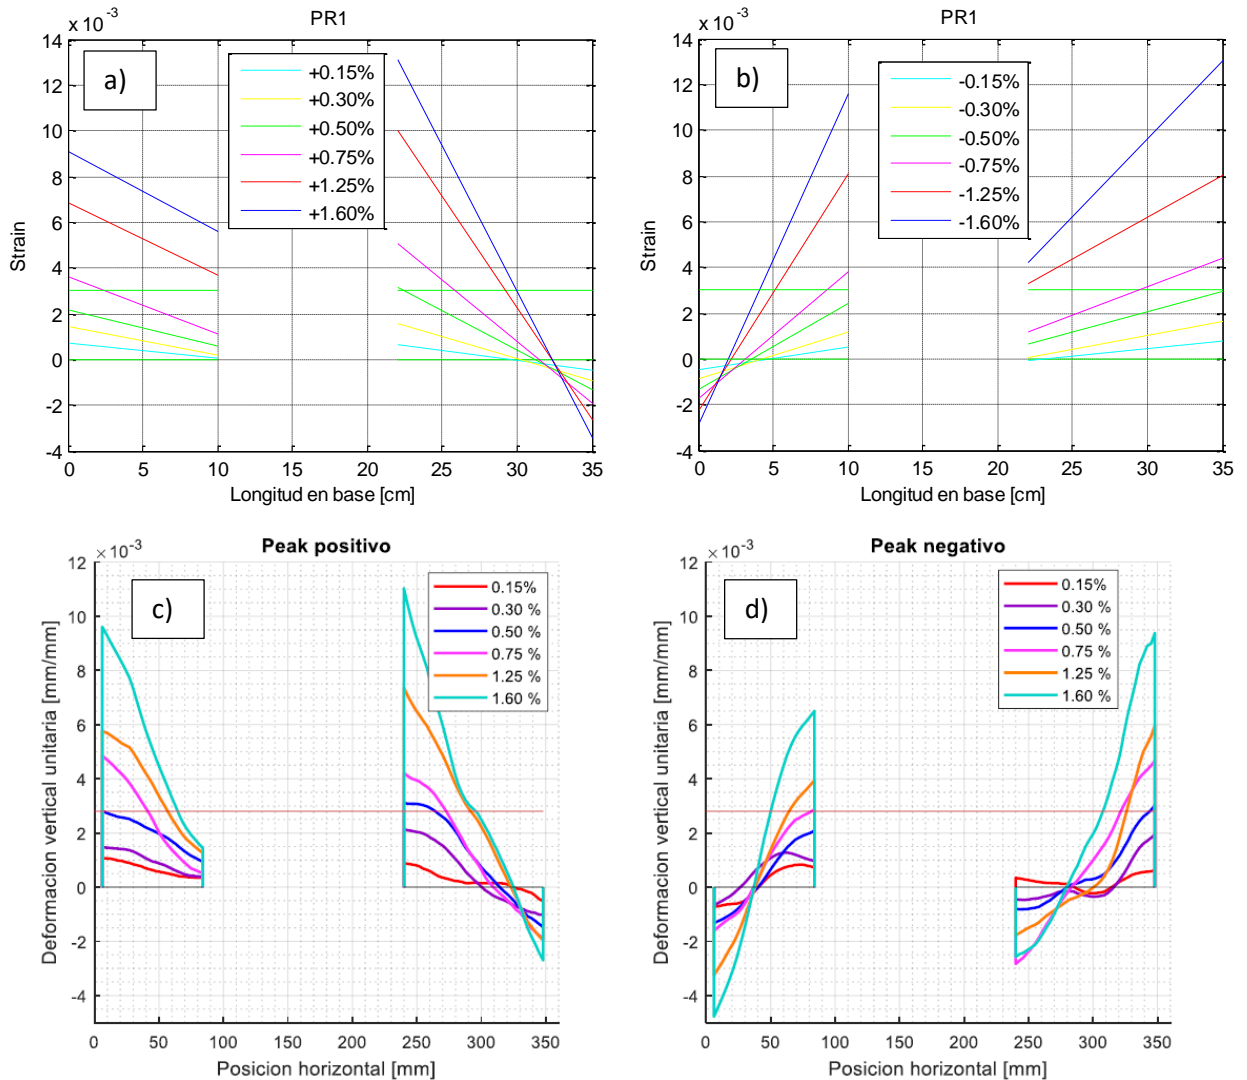 PR1
x 10^-3
a)
+0.15%
+0.30%
+0.50%
+0.75%
+1.25%
+1.60%
14
12
10
8
6
4
2
0
-2
-4
Strain
0 5 10 15 20 25 30 35
Longitud en base [cm]
PR1
x 10^-3
b)
-0.15%
-0.30%
-0.50%
-0.75%
-1.25%
-1.60%
14
12
10
8
6
4
2
0
-2
-4
Strain
0 5 10 15 20 25 30 35
Longitud en base [cm]
Peak positivo
×10^-3
c)
0.15%
0.30 %
0.50 %
0.75 %
1.25 %
1.60 %
12
10
8
6
4
2
0
-2
-4
Deformacion vertical unitaria [mm/mm]
0 50 100 150 200 250 300 350
Posicion horizontal [mm]
Peak negativo
×10^-3
d)
0.15%
0.30 %
0.50 %
0.75 %
1.25 %
1.60 %
12
10
8
6
4
2
0
-2
-4
Deformacion vertical unitaria [mm/mm]
0 50 100 150 200 250 300 350
Posicion horizontal [mm]